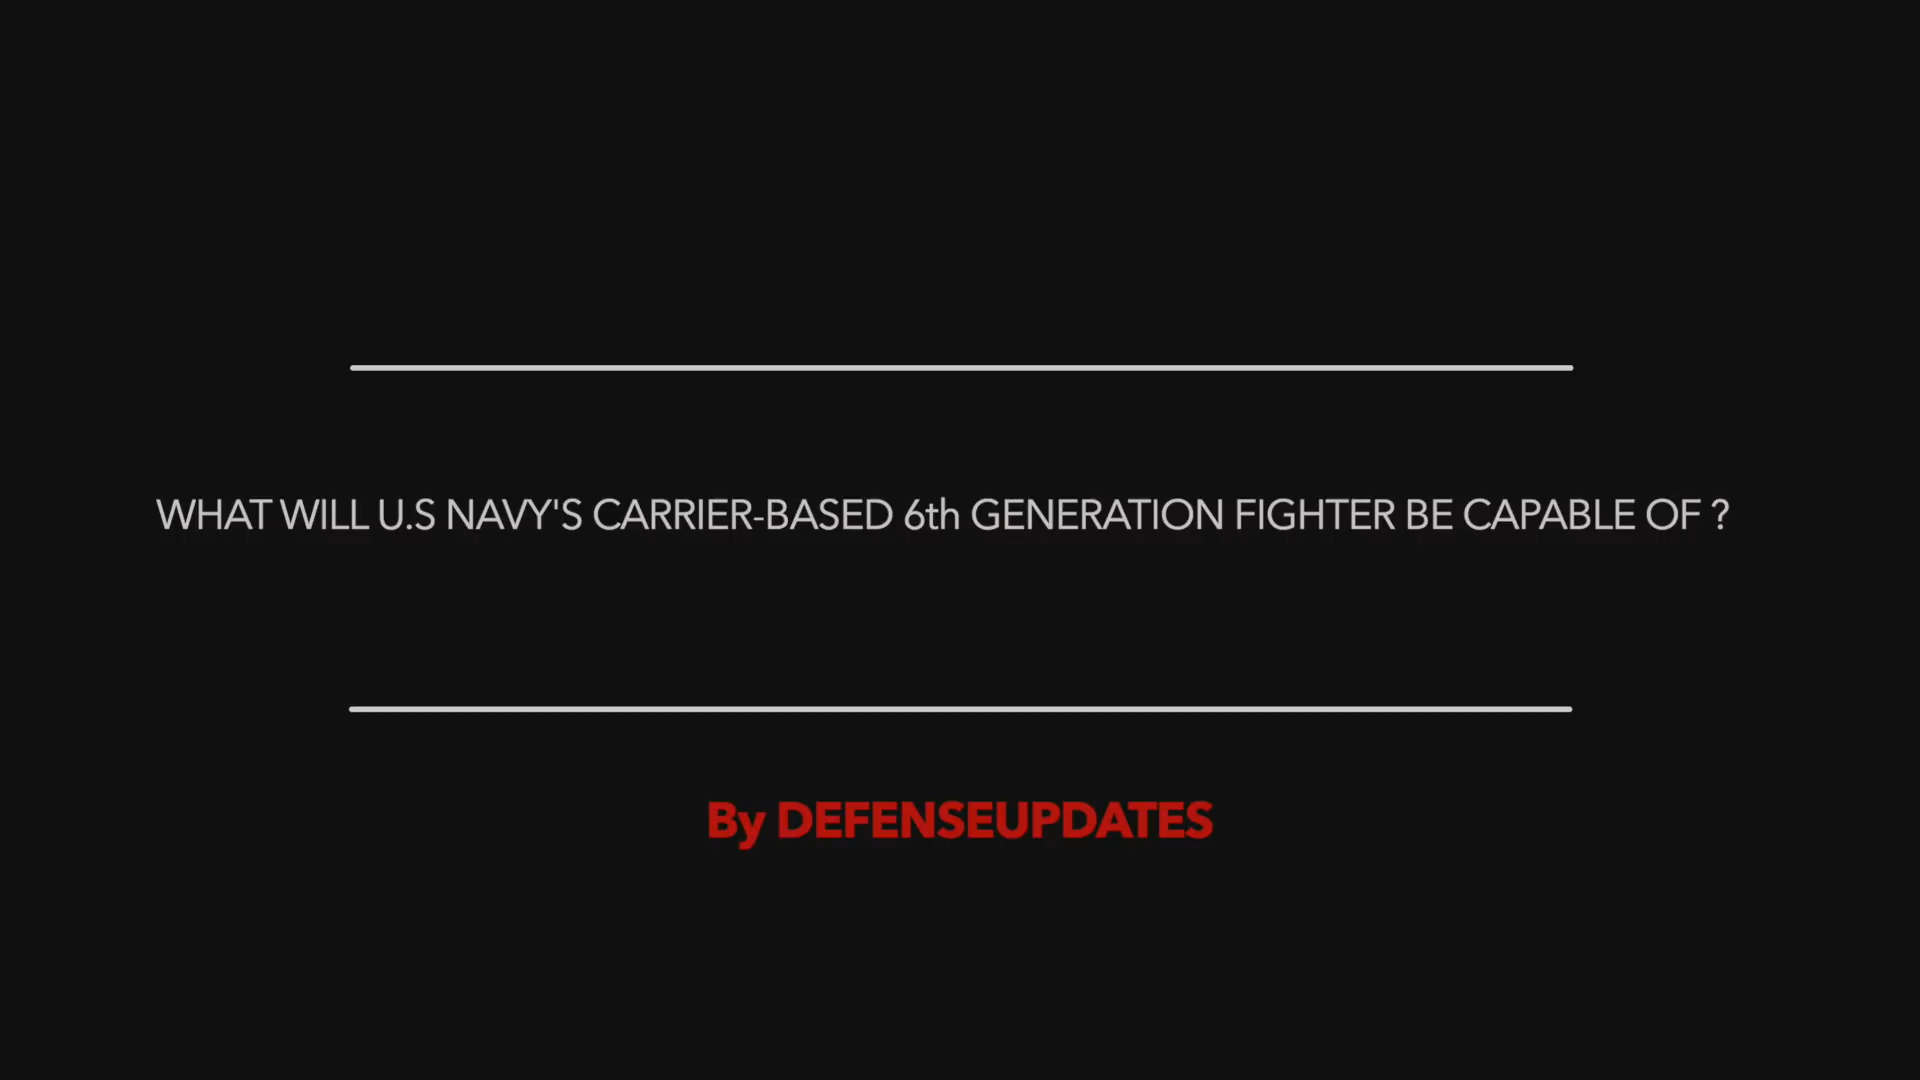 WHAT WILL U.S NAVY'S CARRIER-BASED 6th GENERATION FIGHTER BE CAPABLE OF ?
By DEFENSEUPDATES